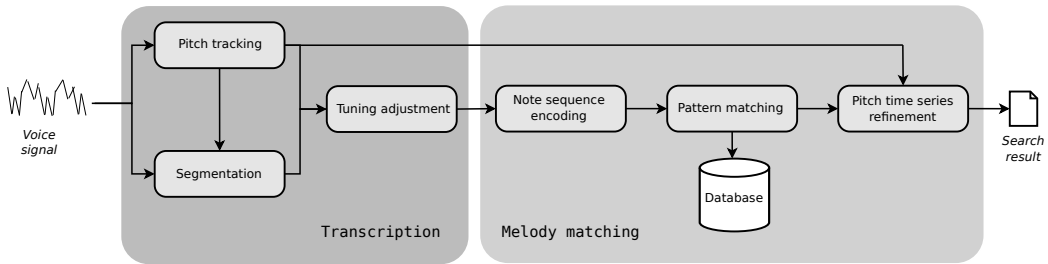 Voice
signal
Pitch tracking
Segmentation
Tuning adjustment
Transcription
Note sequence
encoding
Pattern matching
Database
Pitch time series
refinement
Melody matching
Search
result